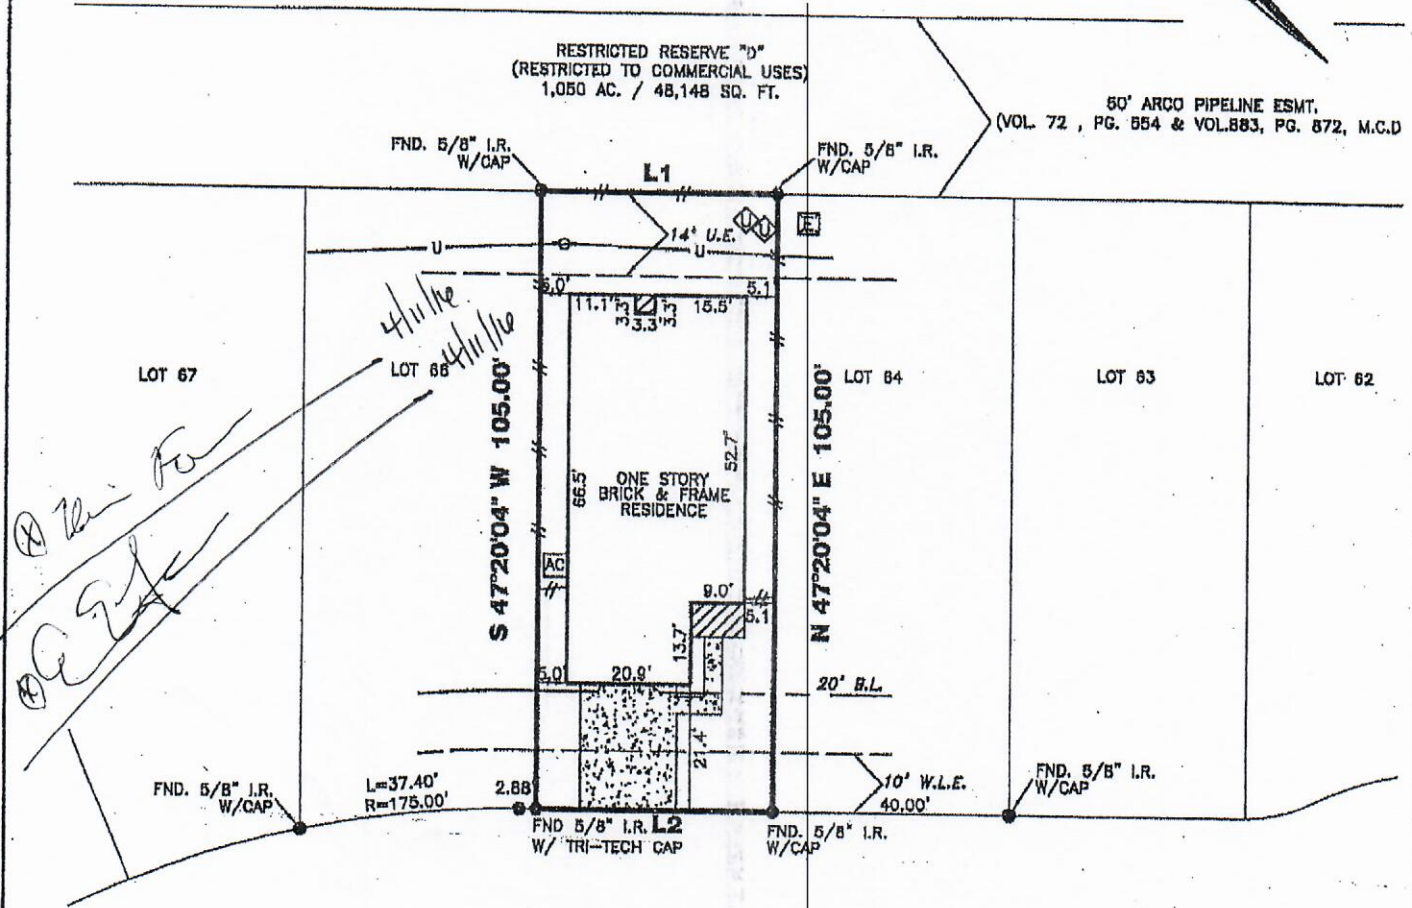 RESTRICTED RESERVE "D"
(RESTRICTED TO COMMERCIAL USES)
1,050 AC. / 48,148 SQ. FT.
60' ARCO PIPELINE ESMT.
(VOL. 72 , PG. 554 & VOL.883, PG. 872, M.C.D
FND. 5/8" I.R.
W/CAP
L1
FND. 5/8" I.R.
W/CAP
U U
E
14' U.E.
U
U
5.0'
11.1'
3.3'
3.3'
3.3'
15.5'
5.1
4/11/16
4/11/16
LOT 67
LOT 66
LOT 64
LOT 63
LOT 62
S 47°20'04" W 105.00'
N 47°20'04" E 105.00'
66.5'
52.7'
ONE STORY
BRICK & FRAME
RESIDENCE
AC
9.0'
5.1
13.7'
5.0'
20.9'
20' B.L.
21.4'
10' W.L.E.
40.00'
FND. 5/8" I.R.
W/CAP
L=37.40'
R=175.00'
2.88'
FND 5/8" I.R.
W/ TRI-TECH CAP
L2
FND. 5/8" I.R.
W/CAP
FND. 5/8" I.R.
W/CAP